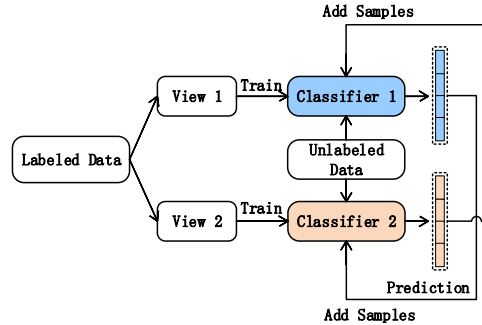 Add Samples
View 1
Train
Classifier 1
Labeled Data
Unlabeled
Data
View 2
Train
Classifier 2
Prediction
Add Samples